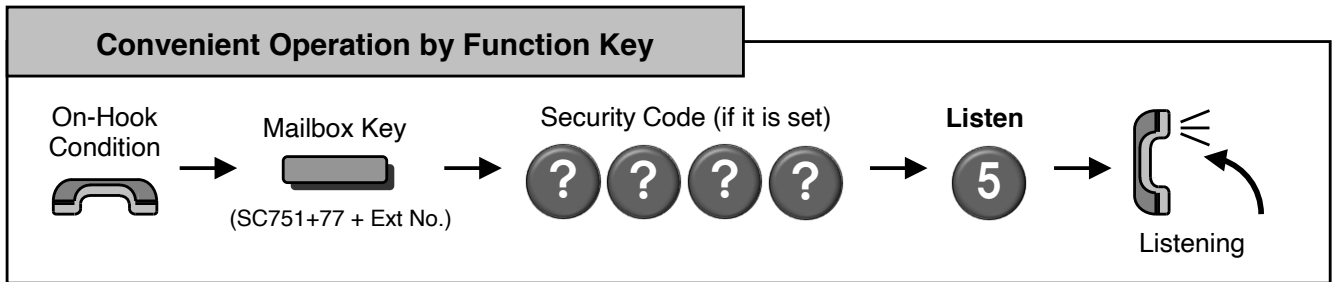 Convenient Operation by Function Key
On-Hook
Condition
Mailbox Key
(SC751+77 + Ext No.)
Security Code (if it is set)
? ? ? ?
Listen
5
Listening